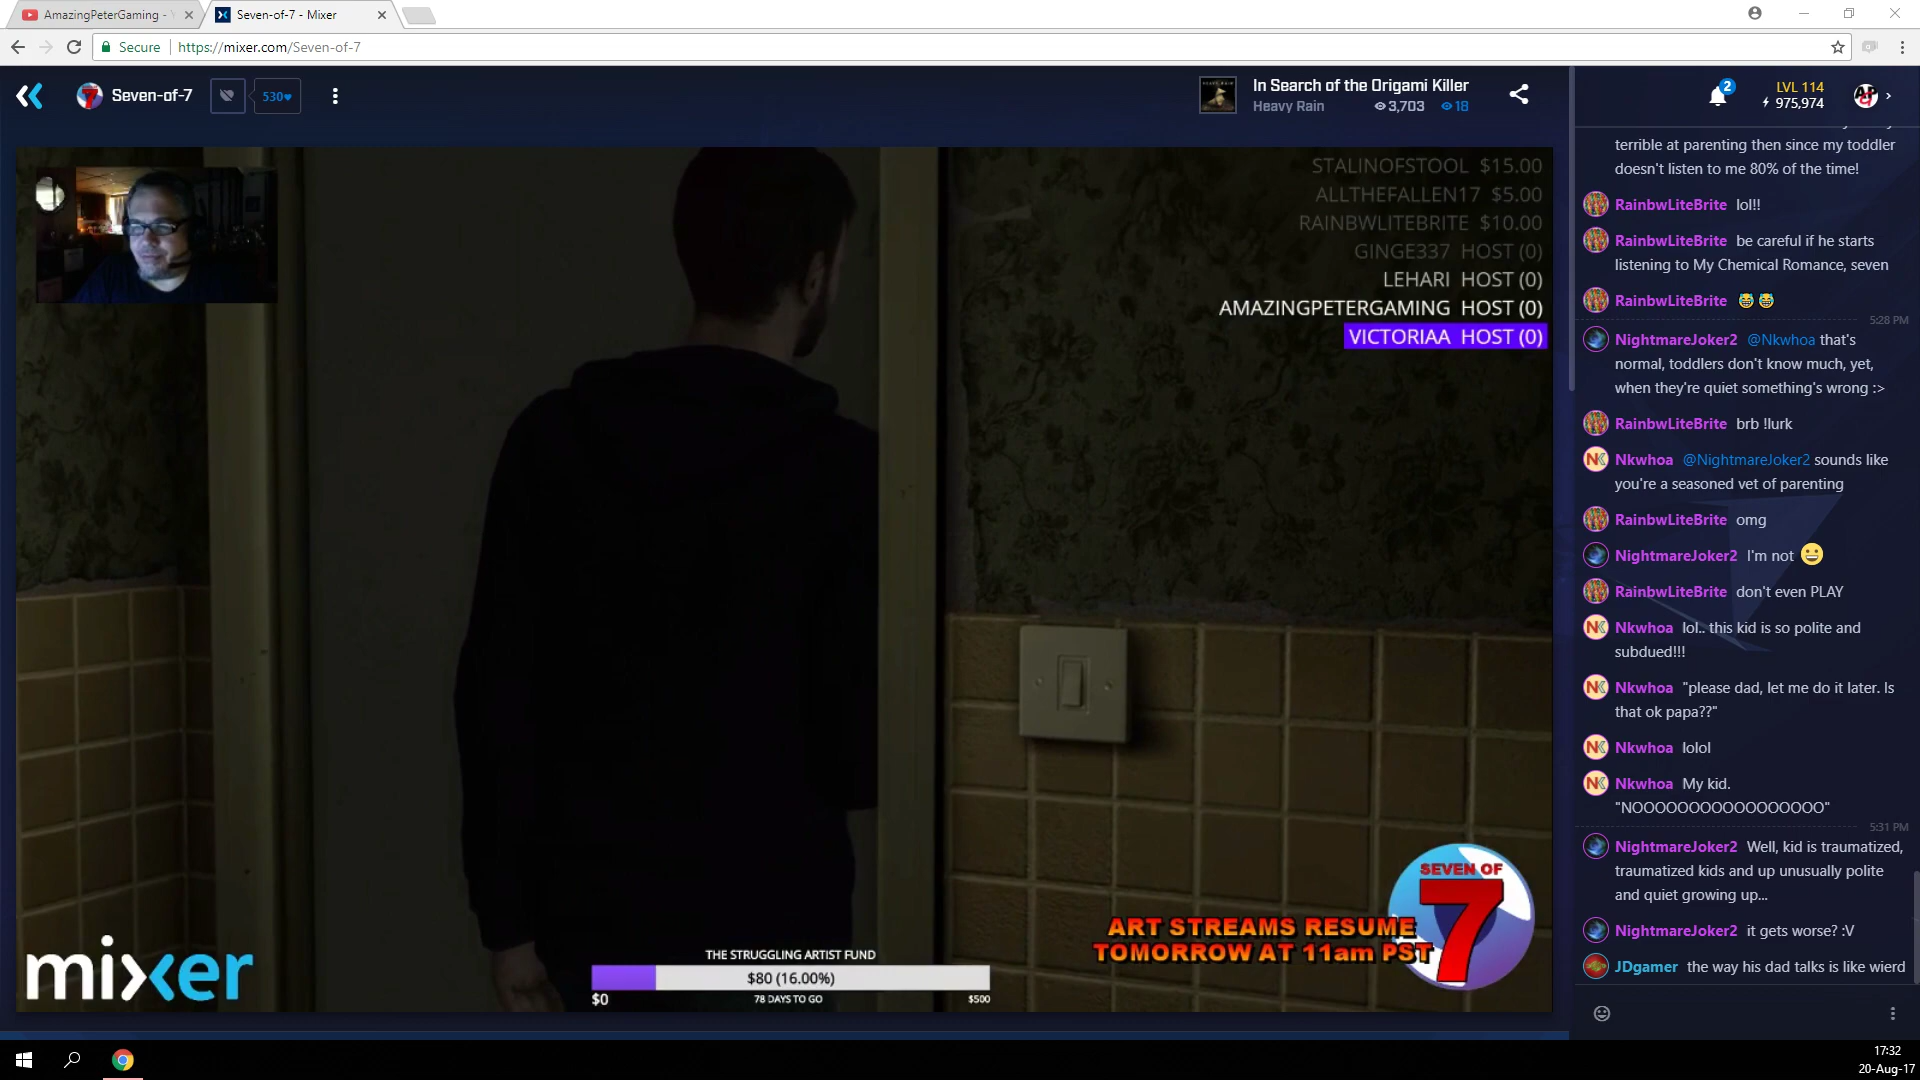 AmazingPeterGaming - Y
Seven-of-7 - Mixer
Secure
https://mixer.com/Seven-of-7
Seven-of-7
530
In Search of the Origami Killer
Heavy Rain
3,703
18
2
LVL 114
975,974
STALINOFSTOOL $15.00
ALLTHEFALLEN17 $5.00
RAINBWLITEBRITE $10.00
GINGE337 HOST (0)
LEHARI HOST (0)
AMAZINGPETERGAMING HOST (0)
VICTORIAA HOST (0)
SEVEN OF
7
ART STREAMS RESUME
TOMORROW AT 11am PST
mixer
THE STRUGGLING ARTIST FUND
$80 (16.00%)
$0 78 DAYS TO GO $500
terrible at parenting then since my toddler
doesn't listen to me 80% of the time!
RainbwLiteBrite lol!!
RainbwLiteBrite be careful if he starts
listening to My Chemical Romance, seven
RainbwLiteBrite 😂😂
5:28 PM
NightmareJoker2 @Nkwhoa that's
normal, toddlers don't know much, yet,
when they're quiet something's wrong :>
RainbwLiteBrite brb !lurk
Nkwhoa @NightmareJoker2 sounds like
you're a seasoned vet of parenting
RainbwLiteBrite omg
NightmareJoker2 I'm not 😀
RainbwLiteBrite don't even PLAY
Nkwhoa lol.. this kid is so polite and
subdued!!!
Nkwhoa "please dad, let me do it later. Is
that ok papa??"
Nkwhoa lolol
Nkwhoa My kid.
"NOOOOOOOOOOOOOOOOO"
5:31 PM
NightmareJoker2 Well, kid is traumatized,
traumatized kids and up unusually polite
and quiet growing up...
NightmareJoker2 it gets worse? :V
JDgamer the way his dad talks is like wierd
17:32
20-Aug-17